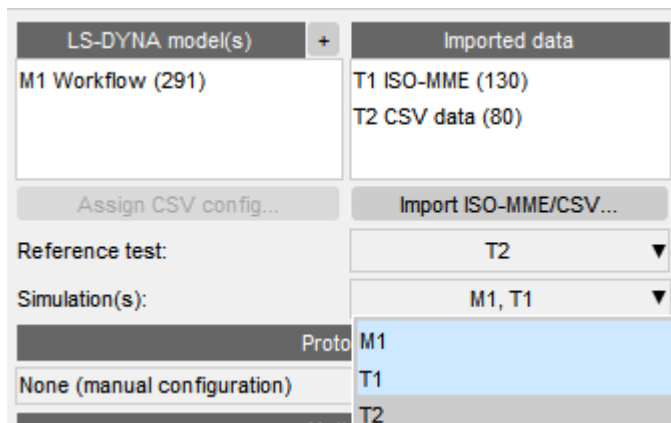 LS-DYNA model(s) + Imported data
M1 Workflow (291) T1 ISO-MME (130)
T2 CSV data (80)
Assign CSV config... Import ISO-MME/CSV...
Reference test: T2
Simulation(s): M1, T1
M1
None (manual configuration) T1
T2